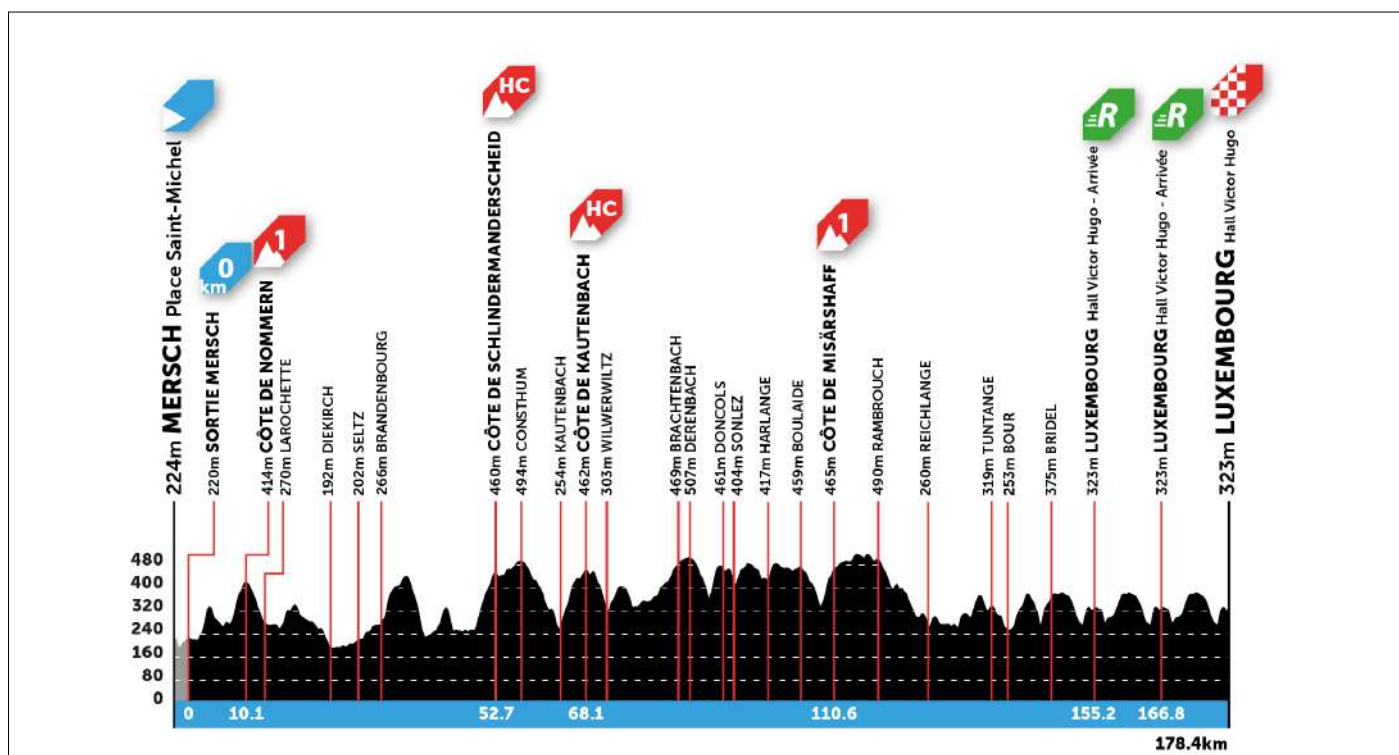 HC
HC
1
1
0
km
R
R
224m MERSCH Place Saint-Michel
220m SORTIE MERSCH
414m CÔTE DE NOMMERN
270m LAROCHETTE
192m DIEKIRCH
202m SELTZ
266m BRANDENBOURG
460m CÔTE DE SCHLINDERMANDERSCHEID
494m CONSTHUM
254m KAUTENBACH
462m CÔTE DE KAUTENBACH
303m WILWERWILTZ
469m BRACHTENBACH
507m DERENBACH
461m DONCOLS
404m SONLEZ
417m HARLANGE
459m BOULAIDE
465m CÔTE DE MISÄRSHAFF
490m RAMBROUCH
260m REICHLANGE
319m TUNTANGE
253m BOUR
375m BRIDEL
323m LUXEMBOURG Hall Victor Hugo - Arrivée
323m LUXEMBOURG Hall Victor Hugo - Arrivée
323m LUXEMBOURG Hall Victor Hugo
480
400
320
240
160
80
0
0 10.1 52.7 68.1 110.6 155.2 166.8
178.4km